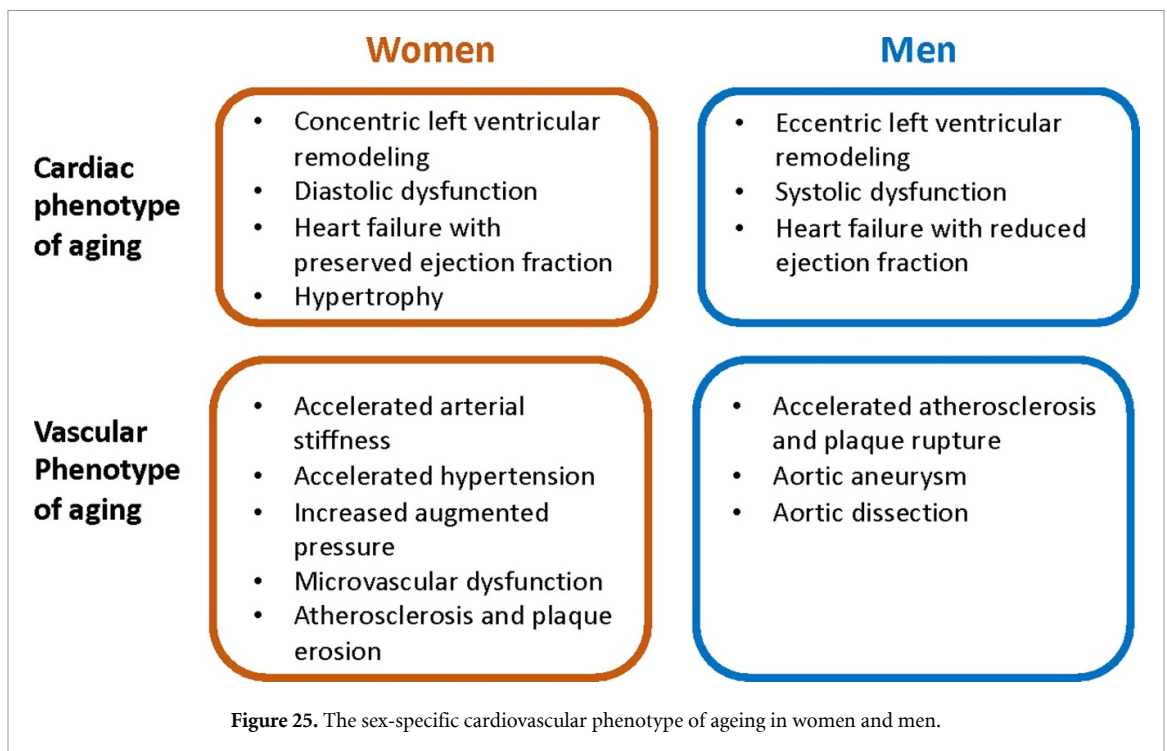 Women
Men
Cardiac
phenotype
of aging
• Concentric left ventricular
remodeling
• Diastolic dysfunction
• Heart failure with
preserved ejection fraction
• Hypertrophy
• Eccentric left ventricular
remodeling
• Systolic dysfunction
• Heart failure with reduced
ejection fraction
Vascular
Phenotype
of aging
• Accelerated arterial
stiffness
• Accelerated hypertension
• Increased augmented
pressure
• Microvascular dysfunction
• Atherosclerosis and plaque
erosion
• Accelerated atherosclerosis
and plaque rupture
• Aortic aneurysm
• Aortic dissection
Figure 25. The sex-specific cardiovascular phenotype of ageing in women and men.